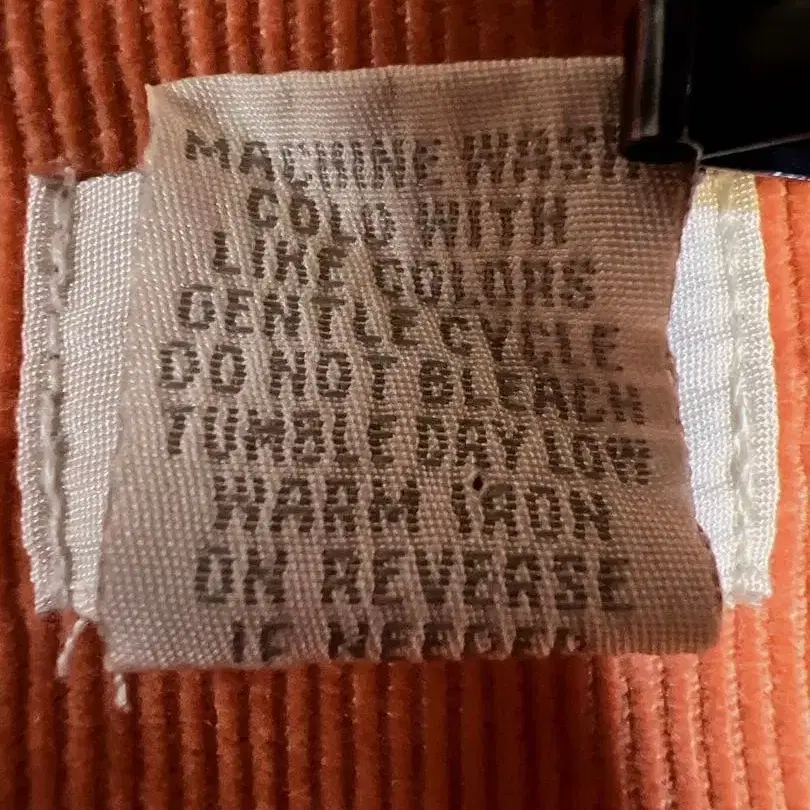 MACHINE WASH
COLD WITH
LIKE COLORS
GENTLE CYCLE
DO NOT BLEACH
TUMBLE DRY LOW
WARM IRON
ON REVERSE
IF NEEDED